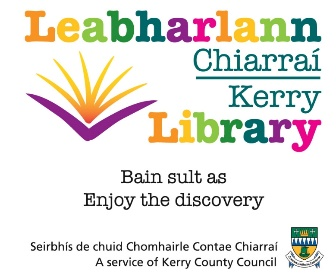 Leabharlann
Chiarraí
Kerry
Library
Bain sult as
Enjoy the discovery
Seirbhís de chuid Chomhairle Contae Chiarraí
A service of Kerry County Council